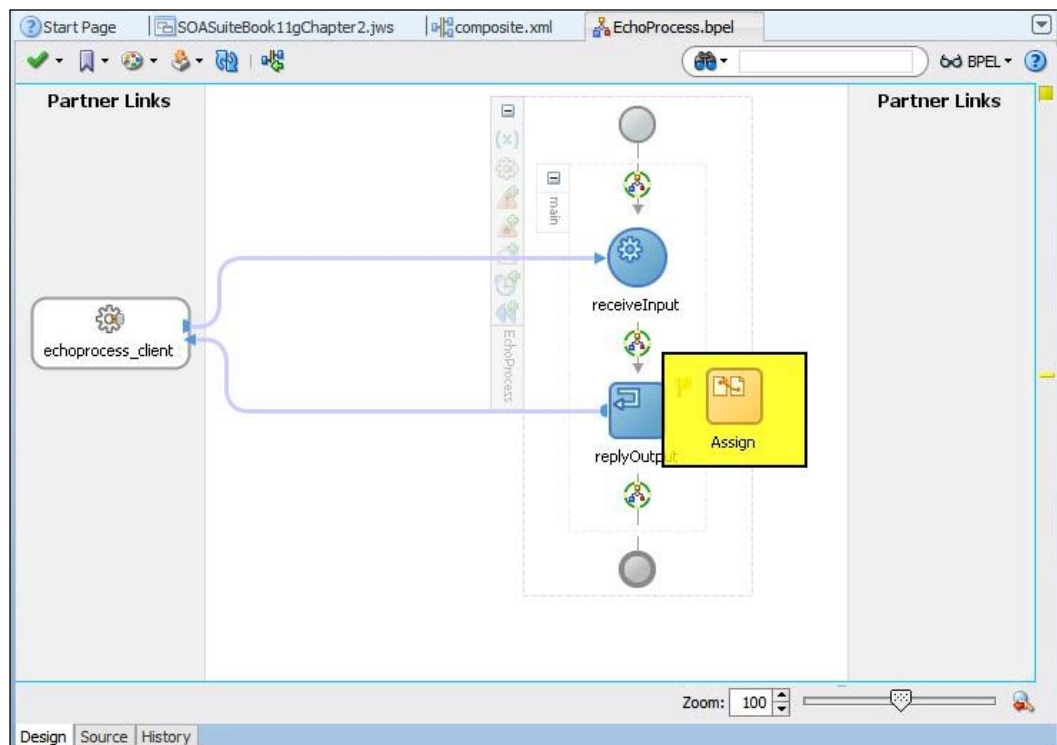 Start Page
SOASuiteBook11gChapter2.jws
composite.xml
EchoProcess.bpel
BPEL
Partner Links
Partner Links
(x)
main
receiveInput
echoprocess_client
EchoProcess
Assign
replyOutput
Zoom: 100
Design Source History